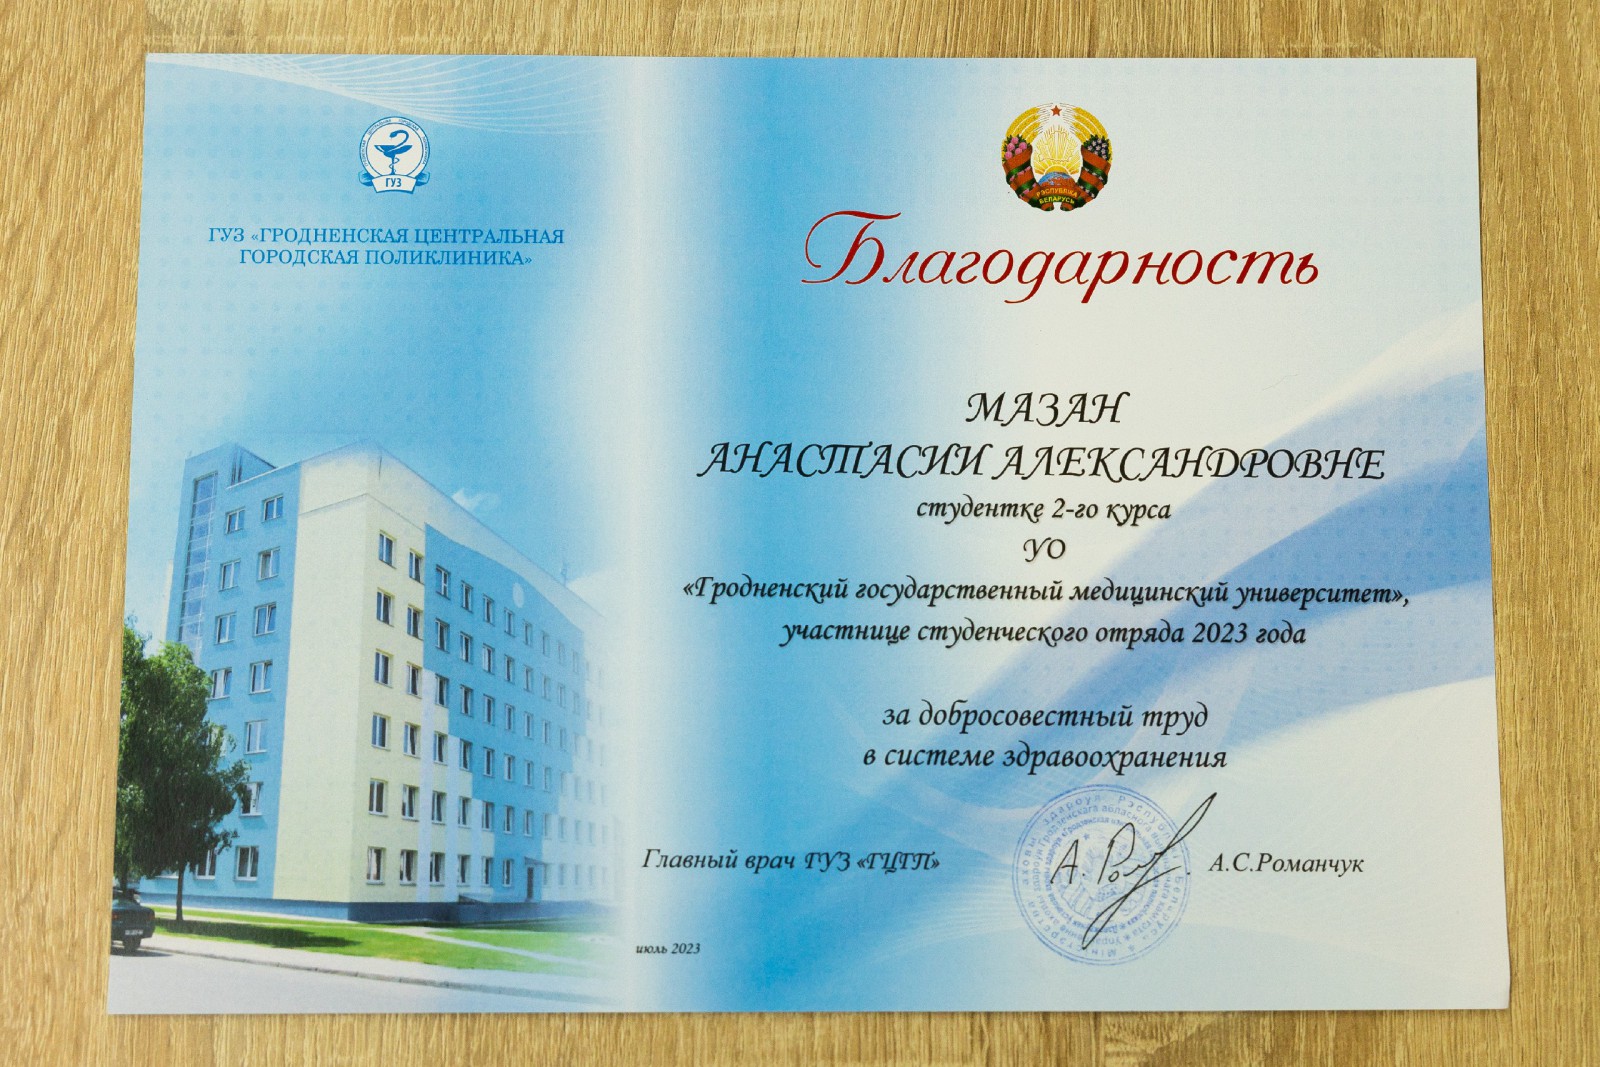 ГУЗ
ГУЗ «ГРОДНЕНСКАЯ ЦЕНТРАЛЬНАЯ
ГОРОДСКАЯ ПОЛИКЛИНИКА»
РЭСПУБЛІКА
БЕЛАРУСЬ
Благодарность
МАЗАН
АНАСТАСИИ АЛЕКСАНДРОВНЕ
студентке 2-го курса
УО
«Гродненский государственный медицинский университет»,
участнице студенческого отряда 2023 года
за добросовестный труд
в системе здравоохранения
Главный врач ГУЗ «ГЦГП»
А.С.Романчук
июль 2023